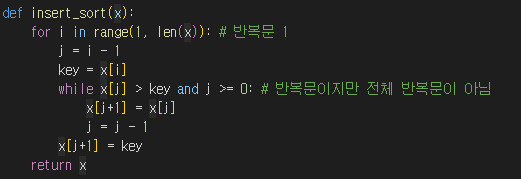 def insert_sort(x):
    for i in range(1, len(x)): # 반복문 1
        j = i - 1
        key = x[i]
        while x[j] > key and j >= 0: # 반복문이지만 전체 반복문이 아님
            x[j+1] = x[j]
            j = j - 1
        x[j+1] = key
    return x